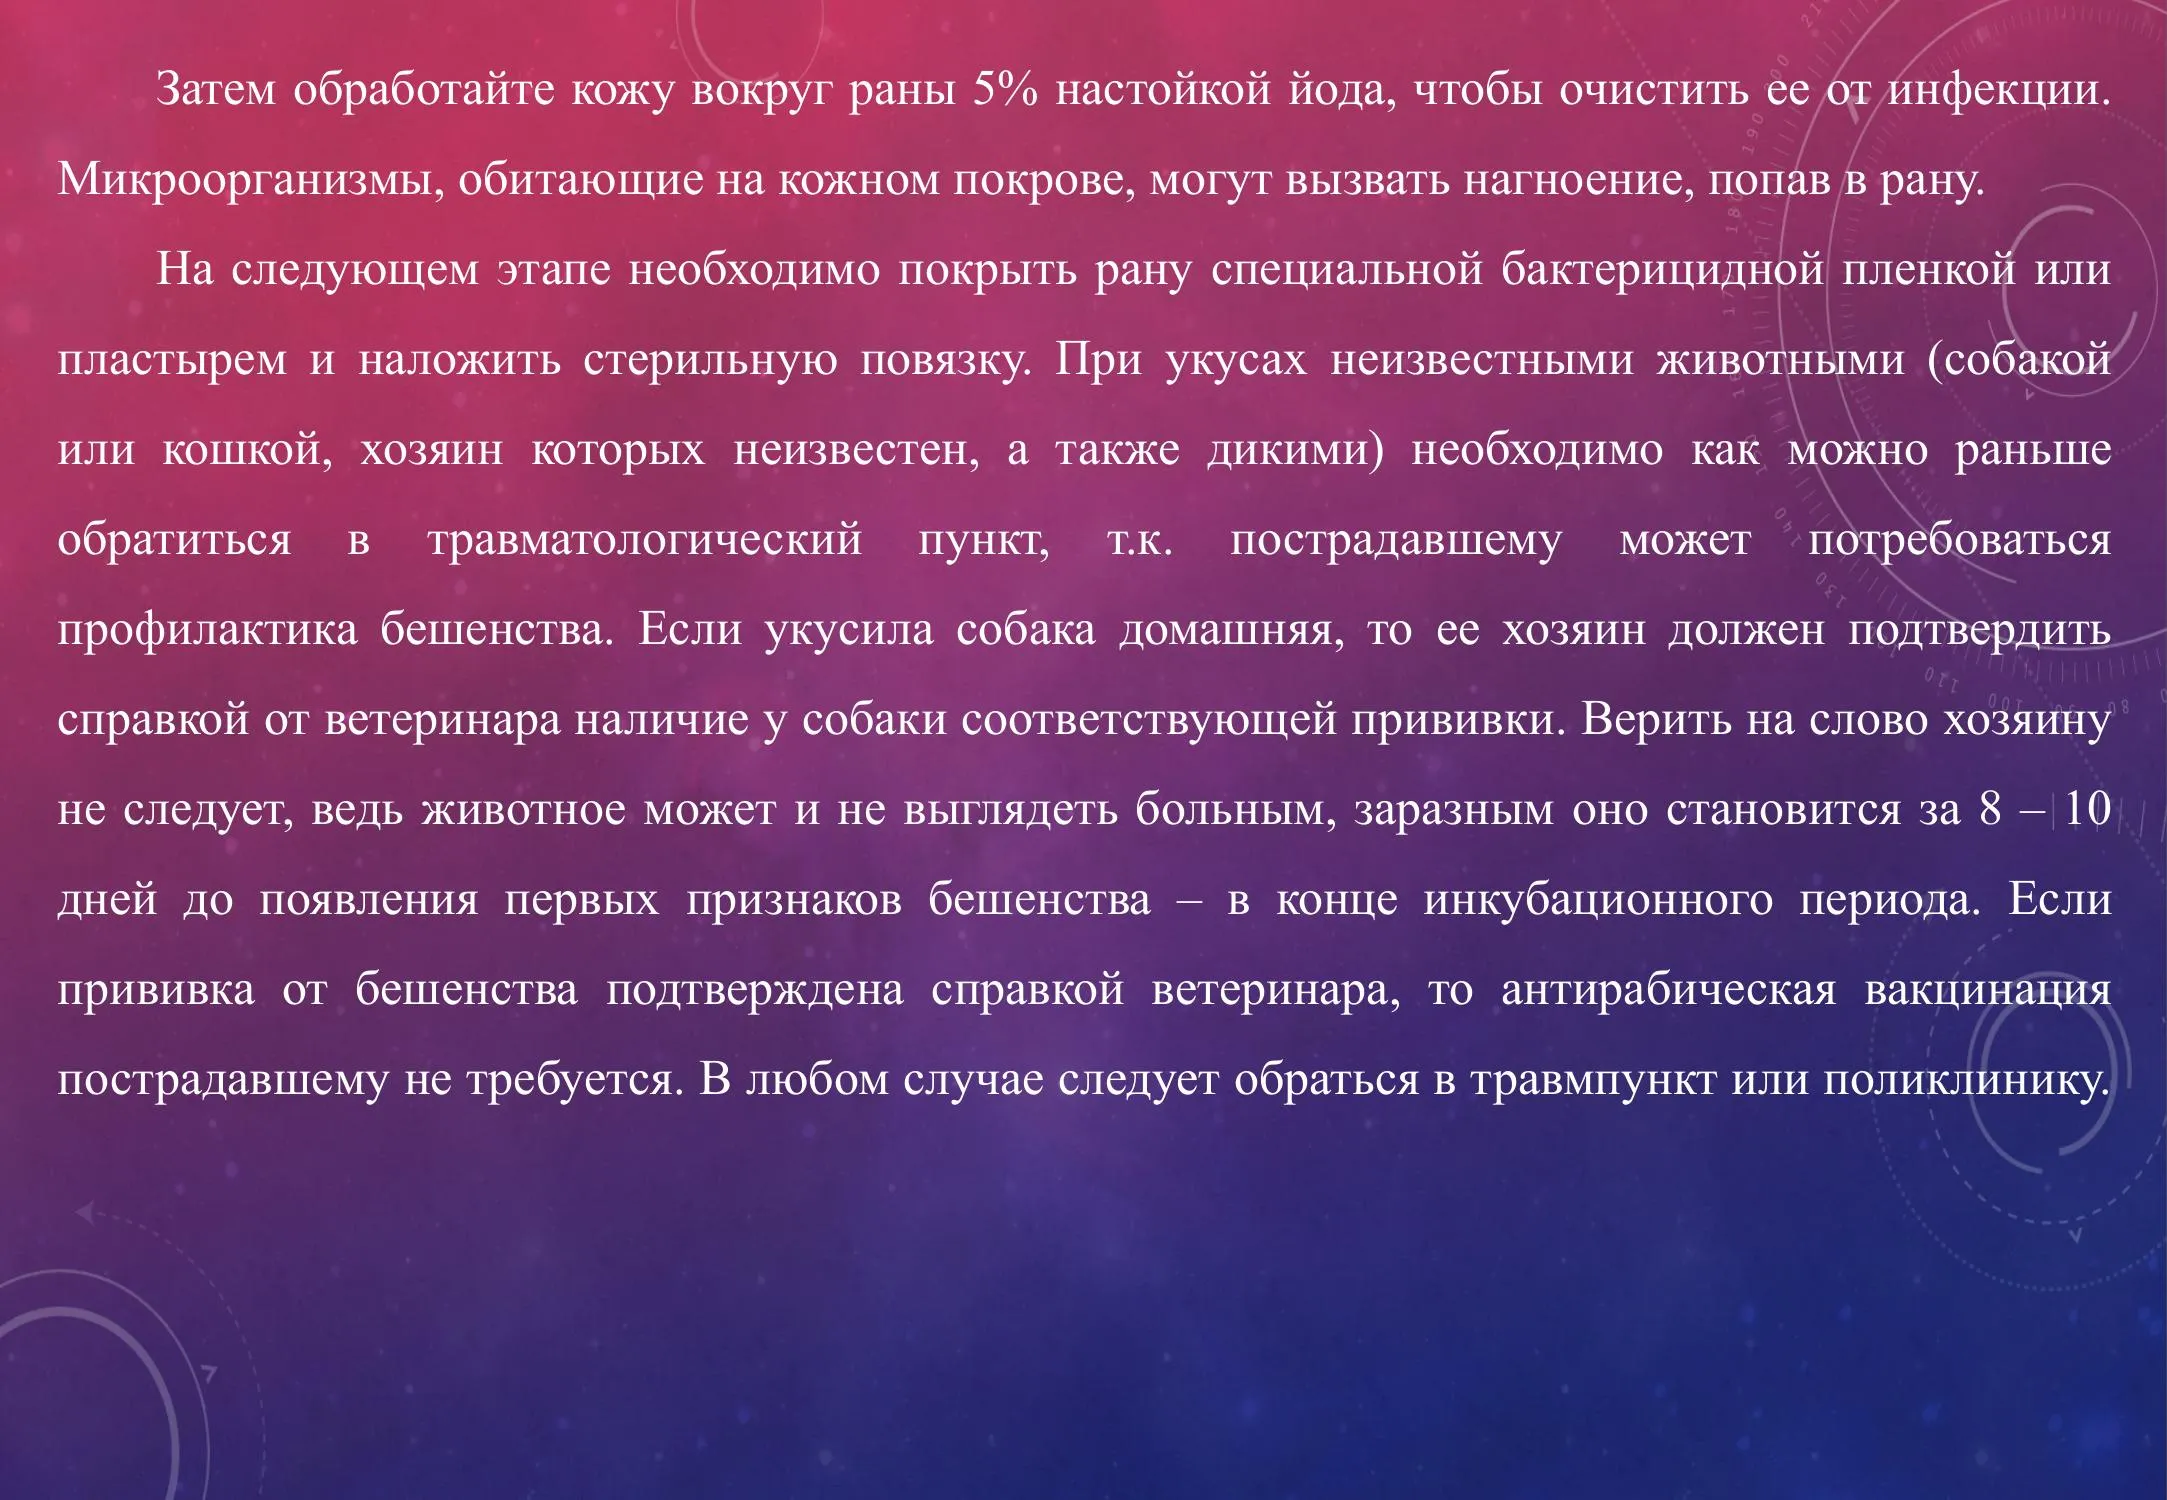 Затем обработайте кожу вокруг раны 5% настойкой йода, чтобы очистить ее от инфекции.
Микроорганизмы, обитающие на кожном покрове, могут вызвать нагноение, попав в рану.
На следующем этапе необходимо покрыть рану специальной бактерицидной пленкой или
пластырем и наложить стерильную повязку. При укусах неизвестными животными (собакой
или кошкой, хозяин которых неизвестен, а также дикими) необходимо как можно раньше
обратиться в травматологический пункт, т.к. пострадавшему может потребоваться
профилактика бешенства. Если укусила собака домашняя, то ее хозяин должен подтвердить
справкой от ветеринара наличие у собаки соответствующей прививки. Верить на слово хозяину
не следует, ведь животное может и не выглядеть больным, заразным оно становится за 8 – 10
дней до появления первых признаков бешенства – в конце инкубационного периода. Если
прививка от бешенства подтверждена справкой ветеринара, то антирабическая вакцинация
пострадавшему не требуется. В любом случае следует обраться в травмпункт или поликлинику.